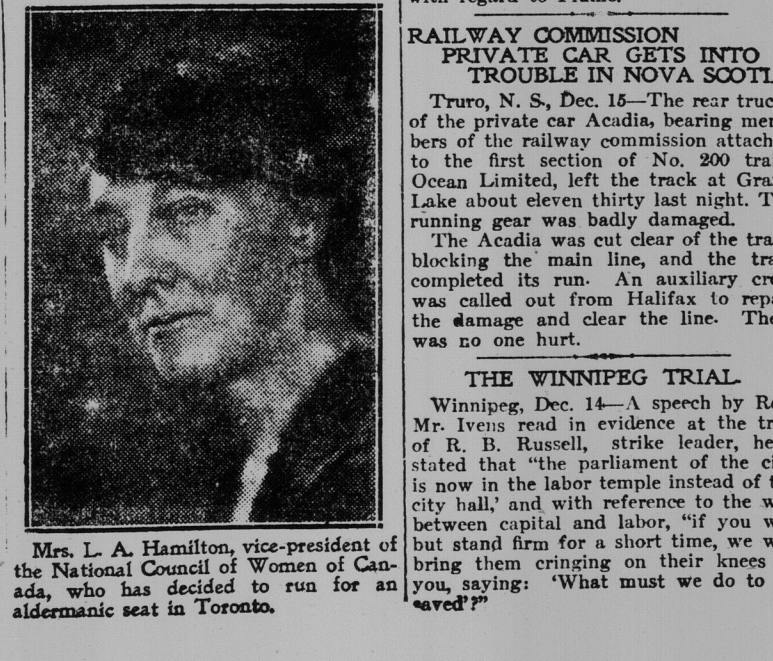 Mrs. L. A. Hamilton, vice-president of
the National Council of Women of Can-
ada, who has decided to run for an
aldermanic seat in Toronto.
RAILWAY COMMISSION
PRIVATE CAR GETS INTO
TROUBLE IN NOVA SCOTI
Truro, N. S., Dec. 15—The rear truc
of the private car Acadia, bearing mem
bers of the railway commission attach
to the first section of No. 200 tra
Ocean Limited, left the track at Gra
Lake about eleven thirty last night. T
running gear was badly damaged.
The Acadia was cut clear of the tra
blocking the main line, and the tra
completed its run. An auxiliary cre
was called out from Halifax to repa
the damage and clear the line. The
was no one hurt.
THE WINNIPEG TRIAL
Winnipeg, Dec. 14—A speech by Re
Mr. Ivens read in evidence at the tr
of R. B. Russell, strike leader, he
stated that "the parliament of the ci
is now in the labor temple instead of t
city hall,' and with reference to the w
between capital and labor, "if you w
but stand firm for a short time, we w
bring them cringing on their knees
you, saying: 'What must we do to
saved'?"